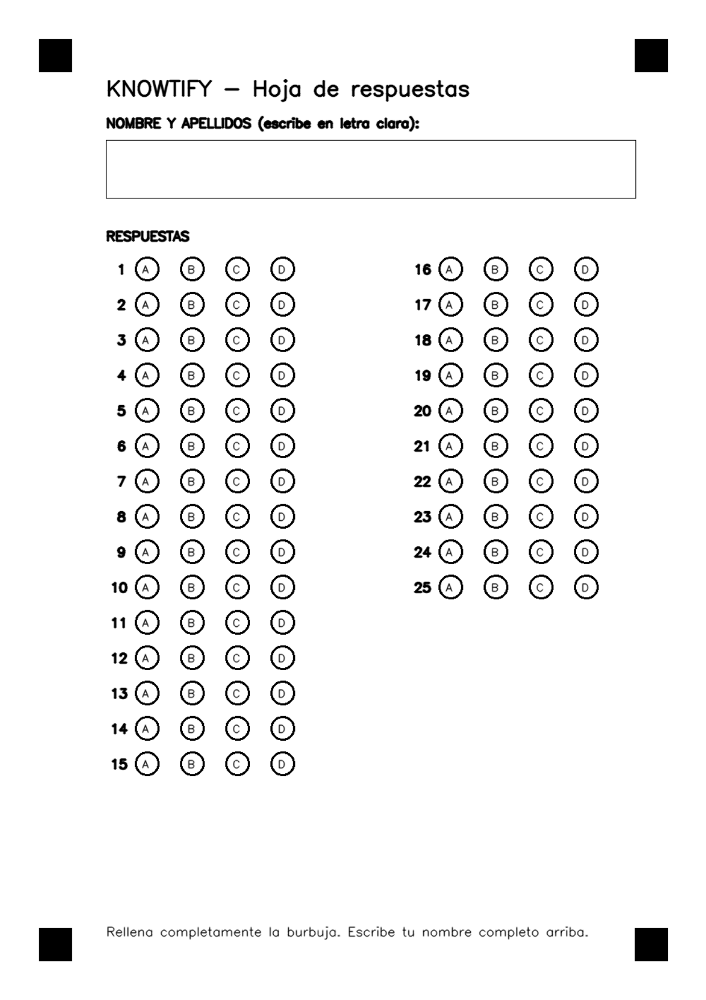 KNOWTIFY – Hoja de respuestas
NOMBRE Y APELLIDOS (escribe en letra clara):
RESPUESTAS
1 A B C D
2 A B C D
3 A B C D
4 A B C D
5 A B C D
6 A B C D
7 A B C D
8 A B C D
9 A B C D
10 A B C D
11 A B C D
12 A B C D
13 A B C D
14 A B C D
15 A B C D
16 A B C D
17 A B C D
18 A B C D
19 A B C D
20 A B C D
21 A B C D
22 A B C D
23 A B C D
24 A B C D
25 A B C D
Rellena completamente la burbuja. Escribe tu nombre completo arriba.